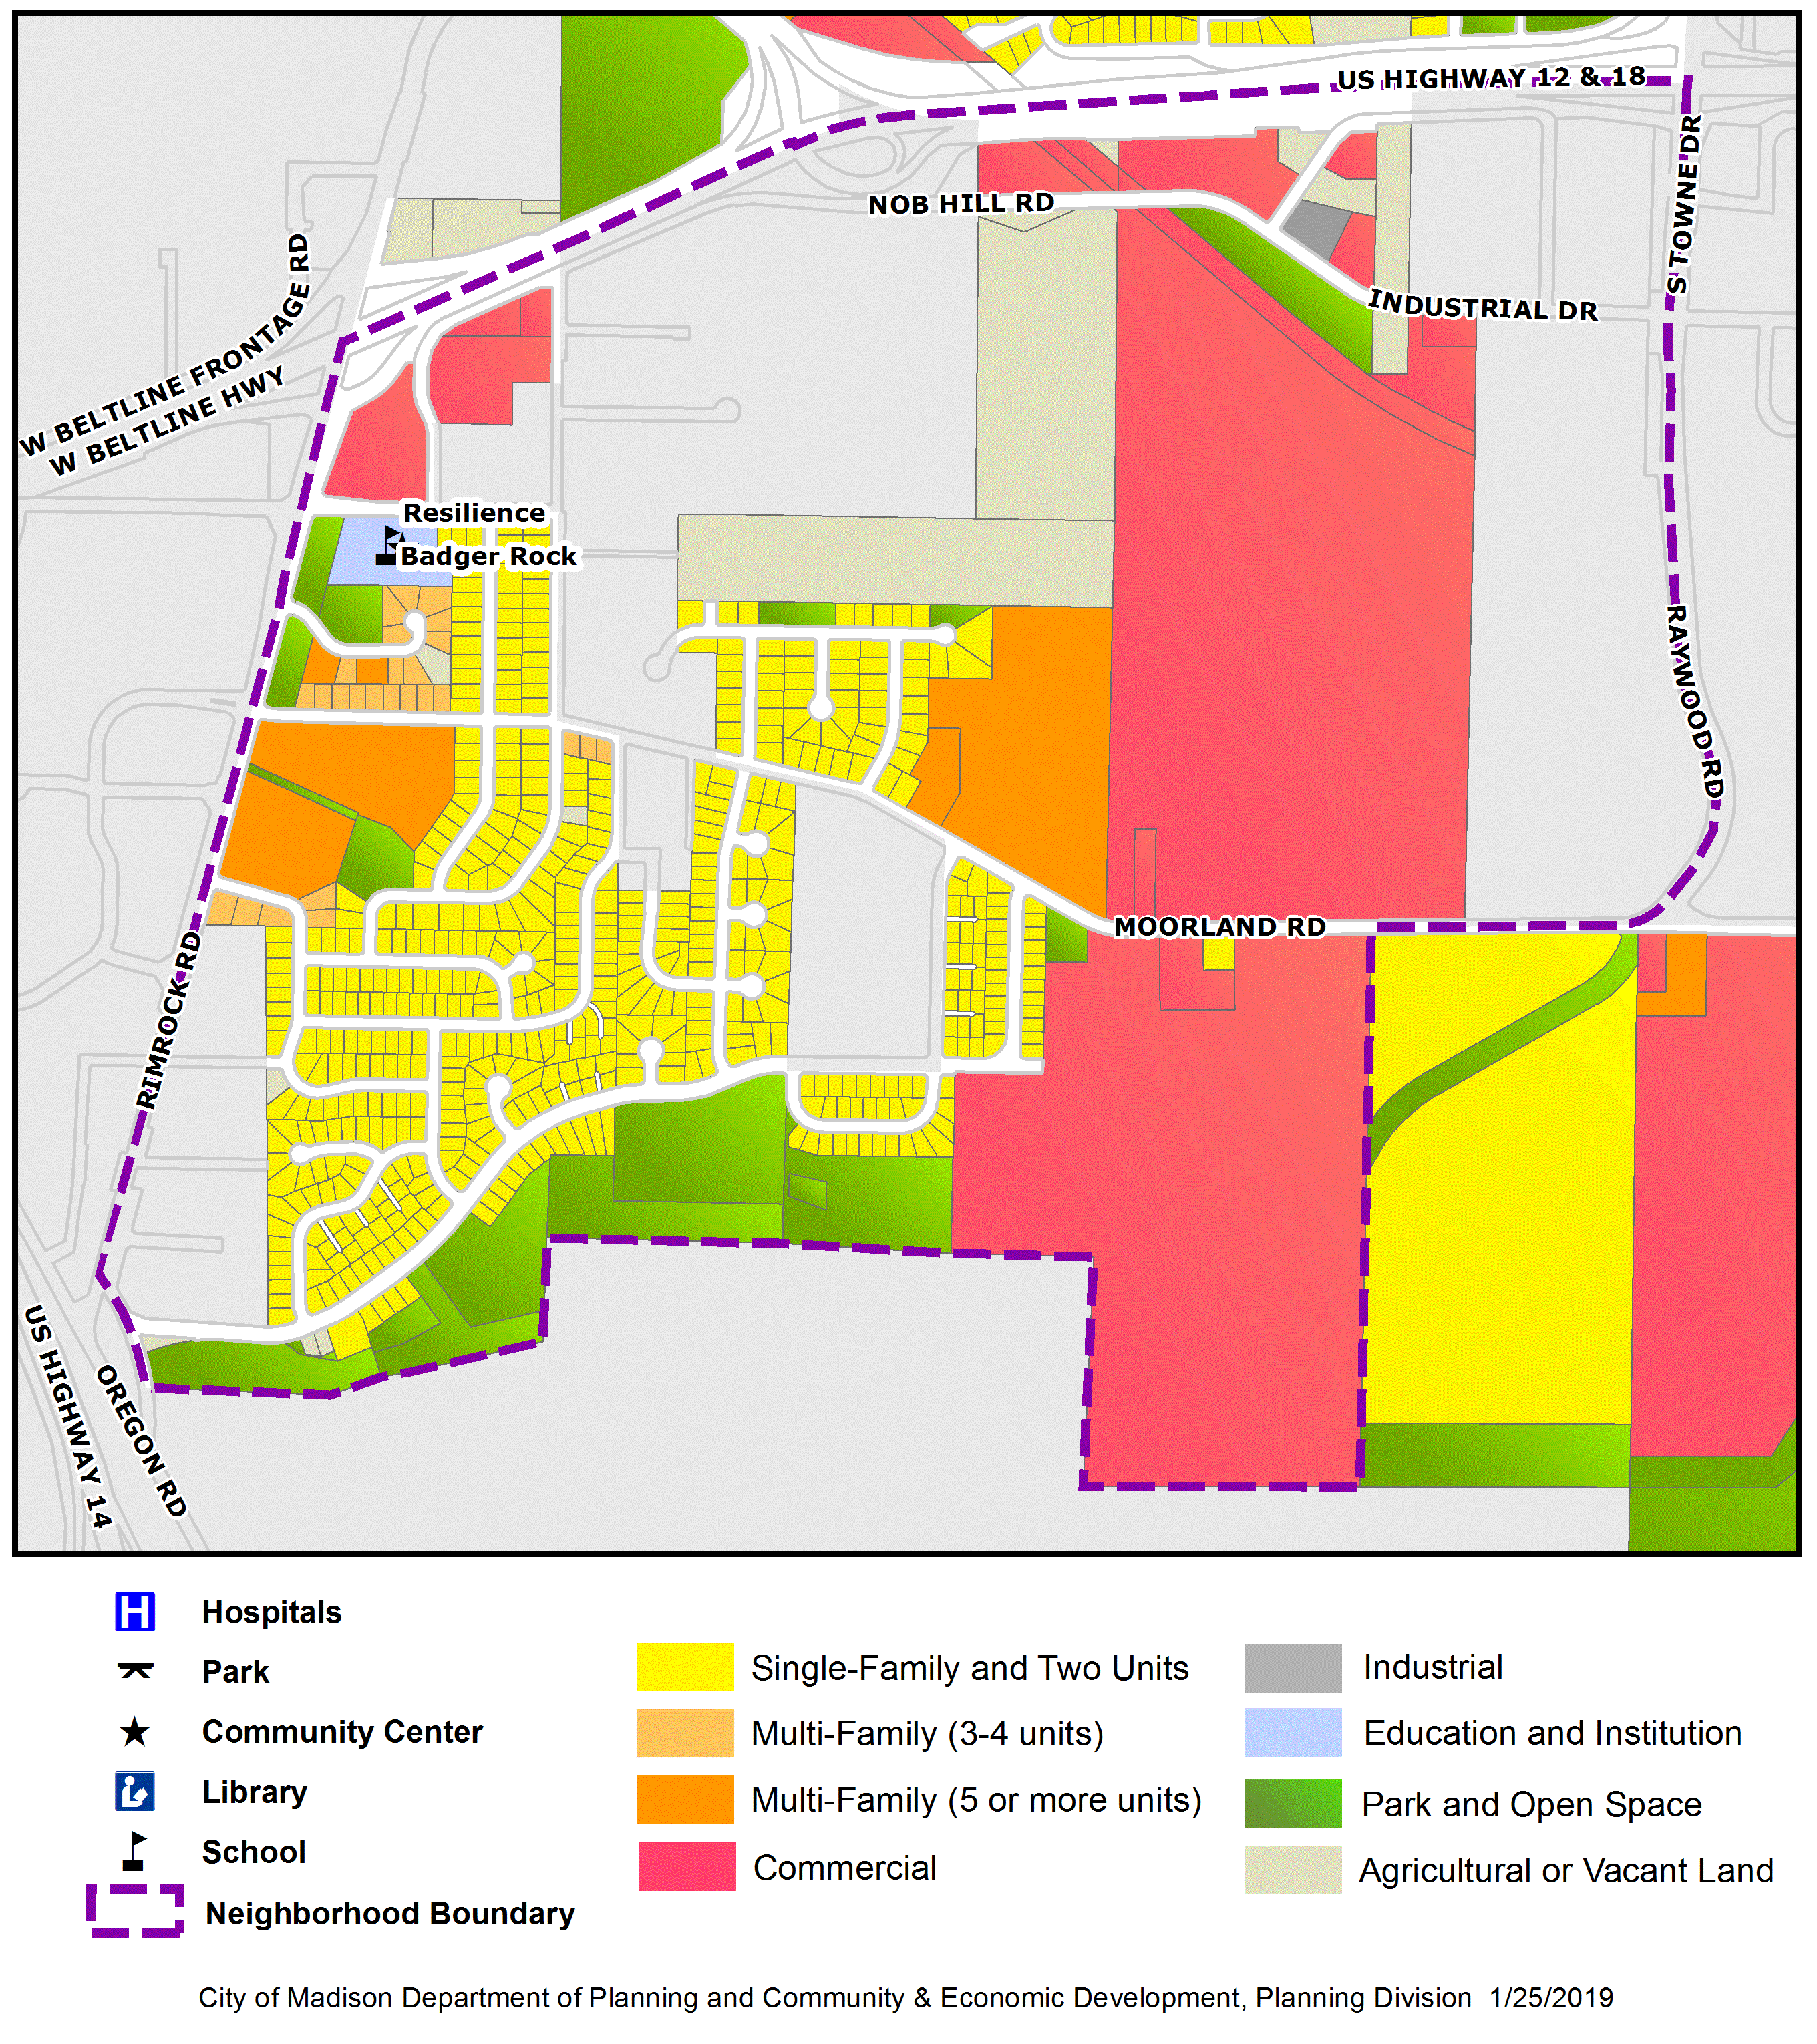 US HIGHWAY 12 & 18
S TOWNE DR
NOB HILL RD
W BELTLINE FRONTAGE RD
W BELTLINE HWY
INDUSTRIAL DR
Resilience
Badger Rock
RAYWOOD RD
MOORLAND RD
RIMROCK RD
US HIGHWAY 14
OREGON RD
H Hospitals
Park
Community Center
Library
School
Neighborhood Boundary
Single-Family and Two Units
Multi-Family (3-4 units)
Multi-Family (5 or more units)
Commercial
Industrial
Education and Institution
Park and Open Space
Agricultural or Vacant Land
City of Madison Department of Planning and Community & Economic Development, Planning Division 1/25/2019